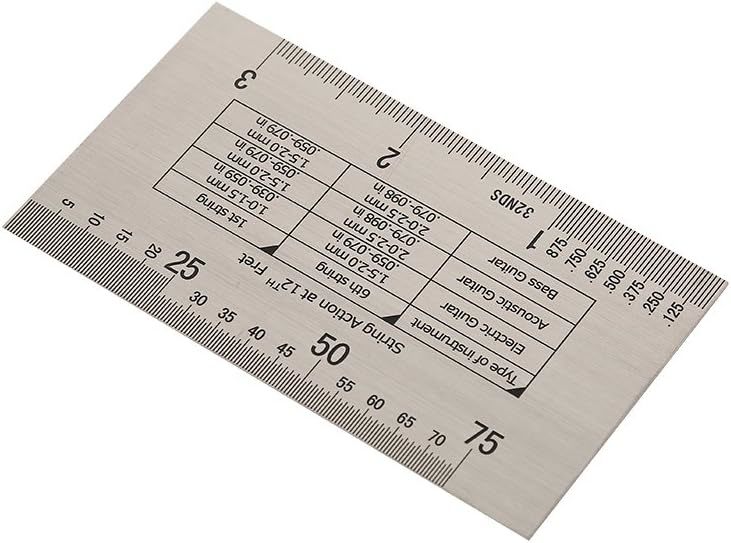 String Action at 12TH Fret
Type of instrument 6th string 1st string
Electric Guitar 1.5-2.0 mm 1.0-1.5 mm
.059-.079 in .039-.059 in
Acoustic Guitar 2.0-2.5 mm 1.5-2.0 mm
.079-.098 in .059-.079 in
Bass Guitar 2.0-2.5 mm 1.5-2.0 mm
.079-.098 in .059-.079 in
.125 .250 .375 .500 .625 .750 .875 1 32NDS 2 3
5 10 15 20 25 30 35 40 45 50 55 60 65 70 75